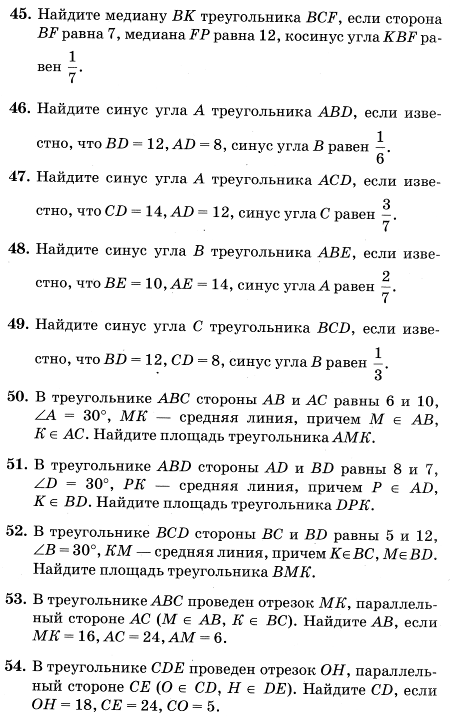 45. Найдите медиану BK треугольника BCF, если сторона
BF равна 7, медиана FP равна 12, косинус угла KBF ра-
вен 1/7.
46. Найдите синус угла A треугольника ABD, если изве-
стно, что BD = 12, AD = 8, синус угла B равен 1/6.
47. Найдите синус угла A треугольника ACD, если изве-
стно, что CD = 14, AD = 12, синус угла C равен 3/7.
48. Найдите синус угла B треугольника ABE, если изве-
стно, что BE = 10, AE = 14, синус угла A равен 2/7.
49. Найдите синус угла C треугольника BCD, если изве-
стно, что BD = 12, CD = 8, синус угла B равен 1/3.
50. В треугольнике ABC стороны AB и AC равны 6 и 10,
∠A = 30°, MK — средняя линия, причем M ∈ AB,
K ∈ AC. Найдите площадь треугольника AMK.
51. В треугольнике ABD стороны AD и BD равны 8 и 7,
∠D = 30°, PK — средняя линия, причем P ∈ AD,
K ∈ BD. Найдите площадь треугольника DPK.
52. В треугольнике BCD стороны BC и BD равны 5 и 12,
∠B = 30°, KM — средняя линия, причем K∈BC, M∈BD.
Найдите площадь треугольника BMK.
53. В треугольнике ABC проведен отрезок MK, параллель-
ный стороне AC (M ∈ AB, K ∈ BC). Найдите AB, если
MK = 16, AC = 24, AM = 6.
54. В треугольнике CDE проведен отрезок OH, параллель-
ный стороне CE (O ∈ CD, H ∈ DE). Найдите CD, если
OH = 18, CE = 24, CO = 5.